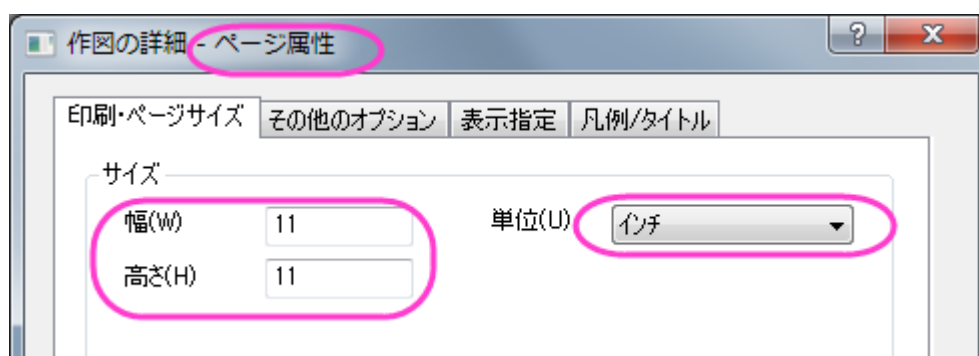 作図の詳細 - ページ属性
印刷・ページサイズ その他のオプション 表示指定 凡例/タイトル
サイズ
幅(W) 11 単位(U) インチ
高さ(H) 11